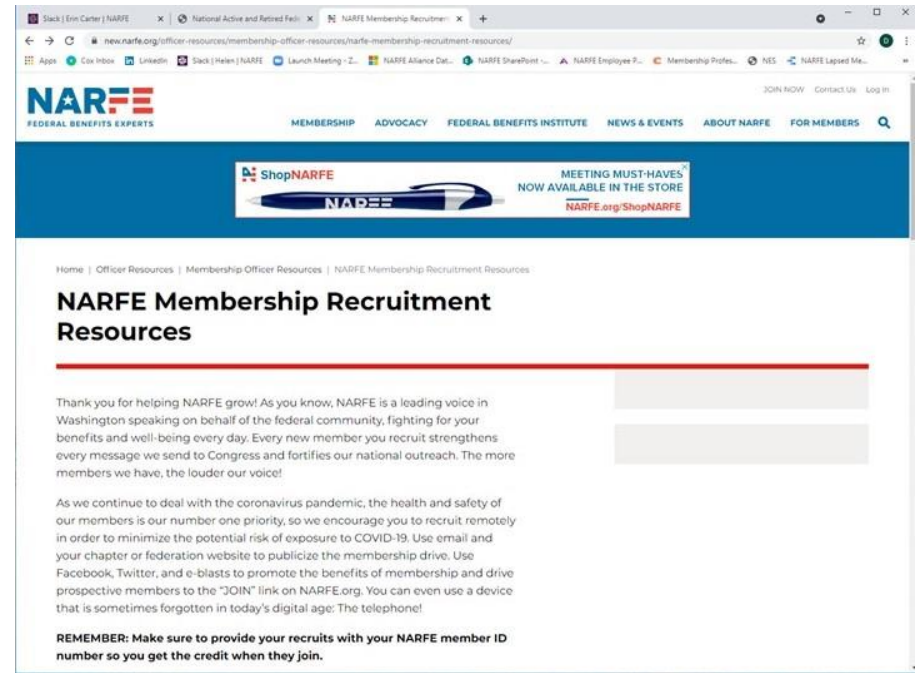 Slack | Erin Carter | NARFE
National Active and Retired Fede
NARFE Membership Recruitmen
new.narfe.org/officer-resources/membership-officer-resources/narfe-membership-recruitment-resources/
Apps Cox Inbox LinkedIn Slack | Helen | NARFE Launch Meeting - Z... NARFE Alliance Dat... NARFE SharePoint -... NARFE Employee P... Membership Profes... NES NARFE Lapsed Me...
JOIN NOW Contact Us Log In
NARFE
FEDERAL BENEFITS EXPERTS
MEMBERSHIP ADVOCACY FEDERAL BENEFITS INSTITUTE NEWS & EVENTS ABOUT NARFE FOR MEMBERS
ShopNARFE
NARFE
MEETING MUST-HAVES
NOW AVAILABLE IN THE STORE
NARFE.org/ShopNARFE
Home | Officer Resources | Membership Officer Resources | NARFE Membership Recruitment Resources
NARFE Membership Recruitment
Resources
Thank you for helping NARFE grow! As you know, NARFE is a leading voice in
Washington speaking on behalf of the federal community, fighting for your
benefits and well-being every day. Every new member you recruit strengthens
every message we send to Congress and fortifies our national outreach. The more
members we have, the louder our voice!
As we continue to deal with the coronavirus pandemic, the health and safety of
our members is our number one priority, so we encourage you to recruit remotely
in order to minimize the potential risk of exposure to COVID-19. Use email and
your chapter or federation website to publicize the membership drive. Use
Facebook, Twitter, and e-blasts to promote the benefits of membership and drive
prospective members to the "JOIN" link on NARFE.org. You can even use a device
that is sometimes forgotten in today's digital age: The telephone!
REMEMBER: Make sure to provide your recruits with your NARFE member ID
number so you get the credit when they join.